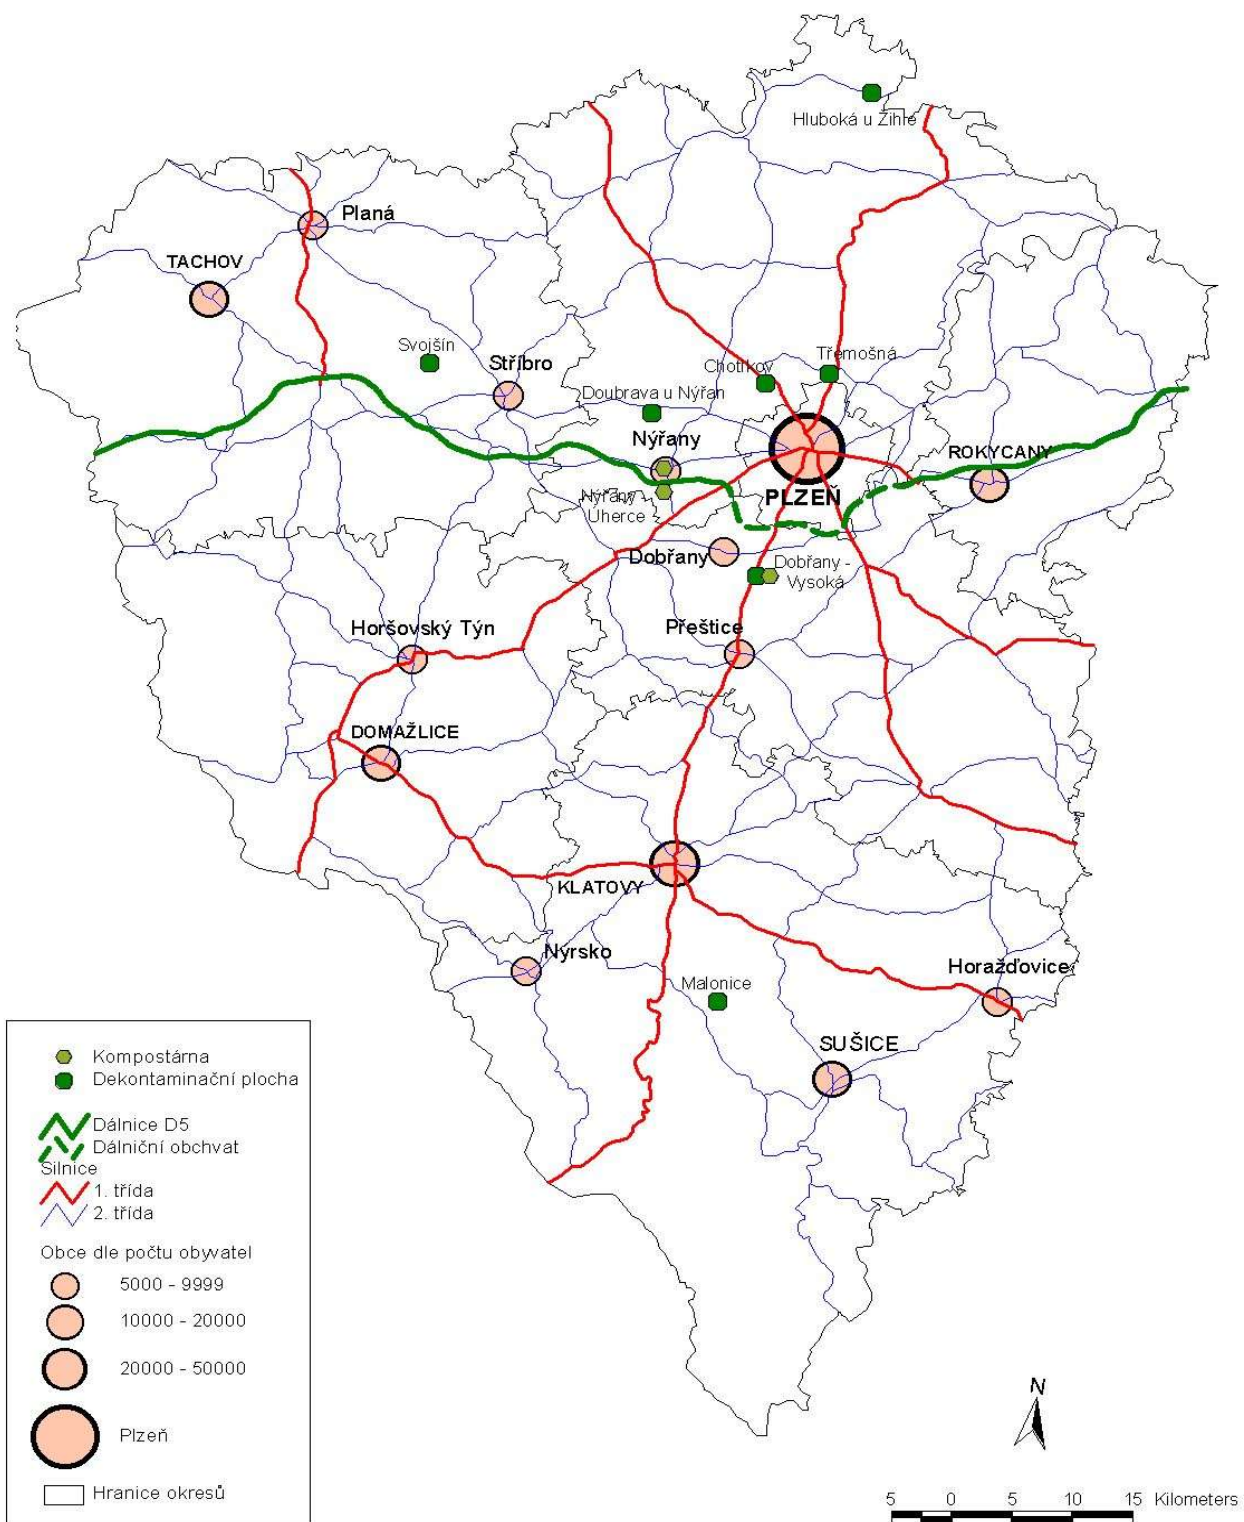 Hluboká u Žihle
Planá
TACHOV
Svojšín
Stříbro
Chotíkov
Třemošná
Doubrava u Nýřan
Nýřany
ROKYCANY
PLZEŇ
Nýřany -
Úherce
Dobřany
Dobřany -
Vysoká
Horšovský Týn
Přeštice
DOMAŽLICE
KLATOVY
Nýrsko
Horažďovice
Malonice
SUŠICE
Kompostárna
Dekontaminační plocha
Dálnice D5
Dálniční obchvat
Silnice
1. třída
2. třída
Obce dle počtu obyvatel
5000 - 9999
10000 - 20000
20000 - 50000
Plzeň
Hranice okresů
N
5 0 5 10 15 Kilometers